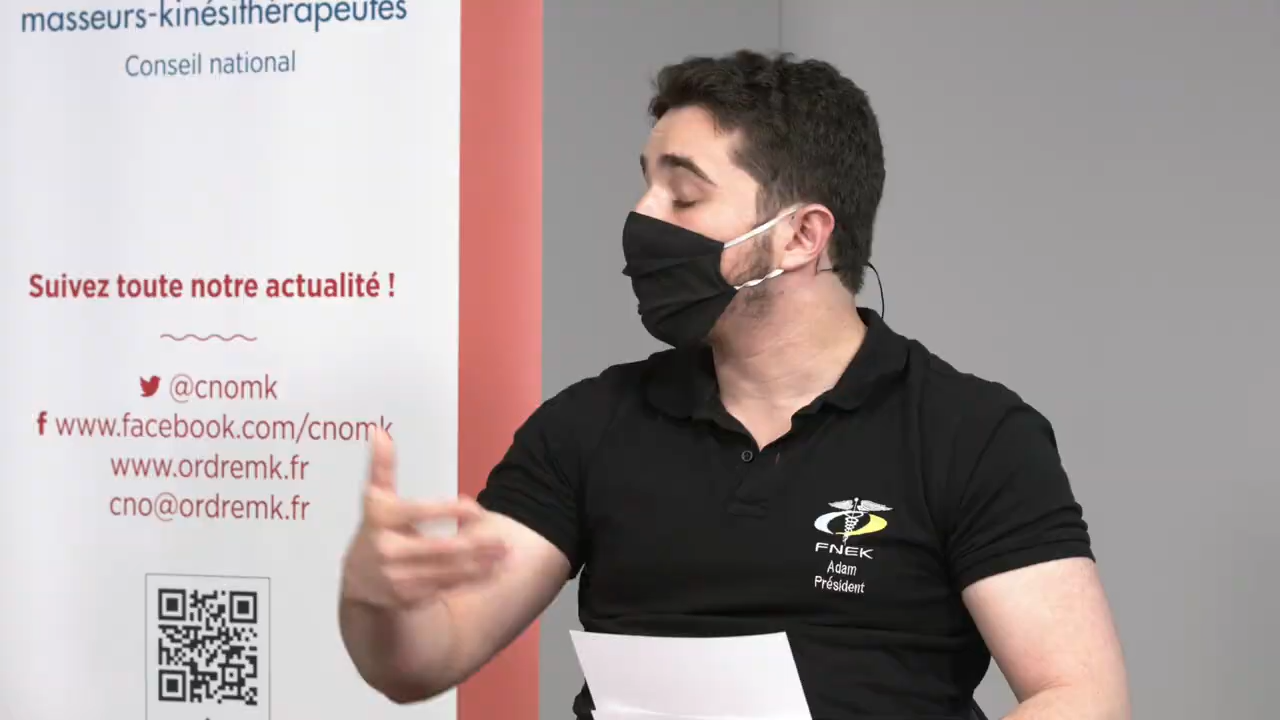 masseurs-kinésithérapeutes
Conseil national
Suivez toute notre actualité !
@cnomk
f www.facebook.com/cnomk
www.ordremk.fr
cno@ordremk.fr
FNEK
Adam
Président